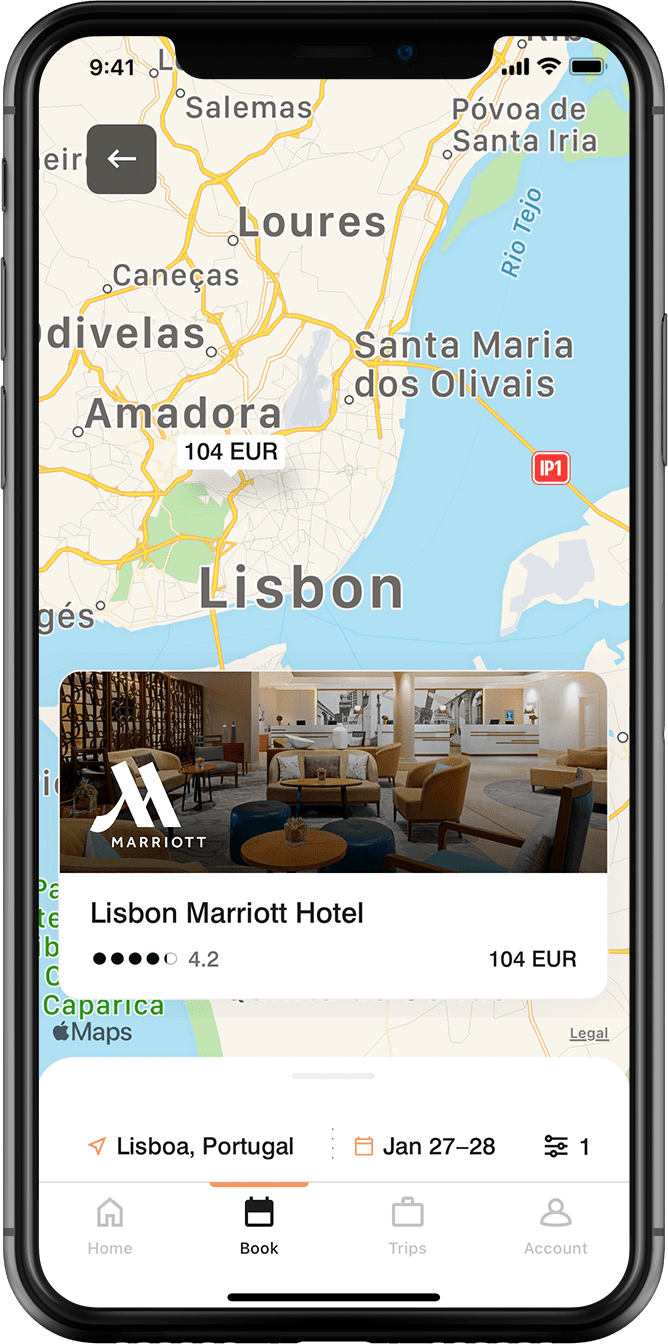 9:41
Salemas
Póvoa de
Santa Iria
Loures
Rio Tejo
Caneças
divelas
Santa Maria
dos Olivais
Amadora
104 EUR
IP1
Lisbon
gés
MARRIOTT
Lisbon Marriott Hotel
4.2
104 EUR
Caparica
Maps
Legal
Lisboa, Portugal
Jan 27–28
1
Home
Book
Trips
Account